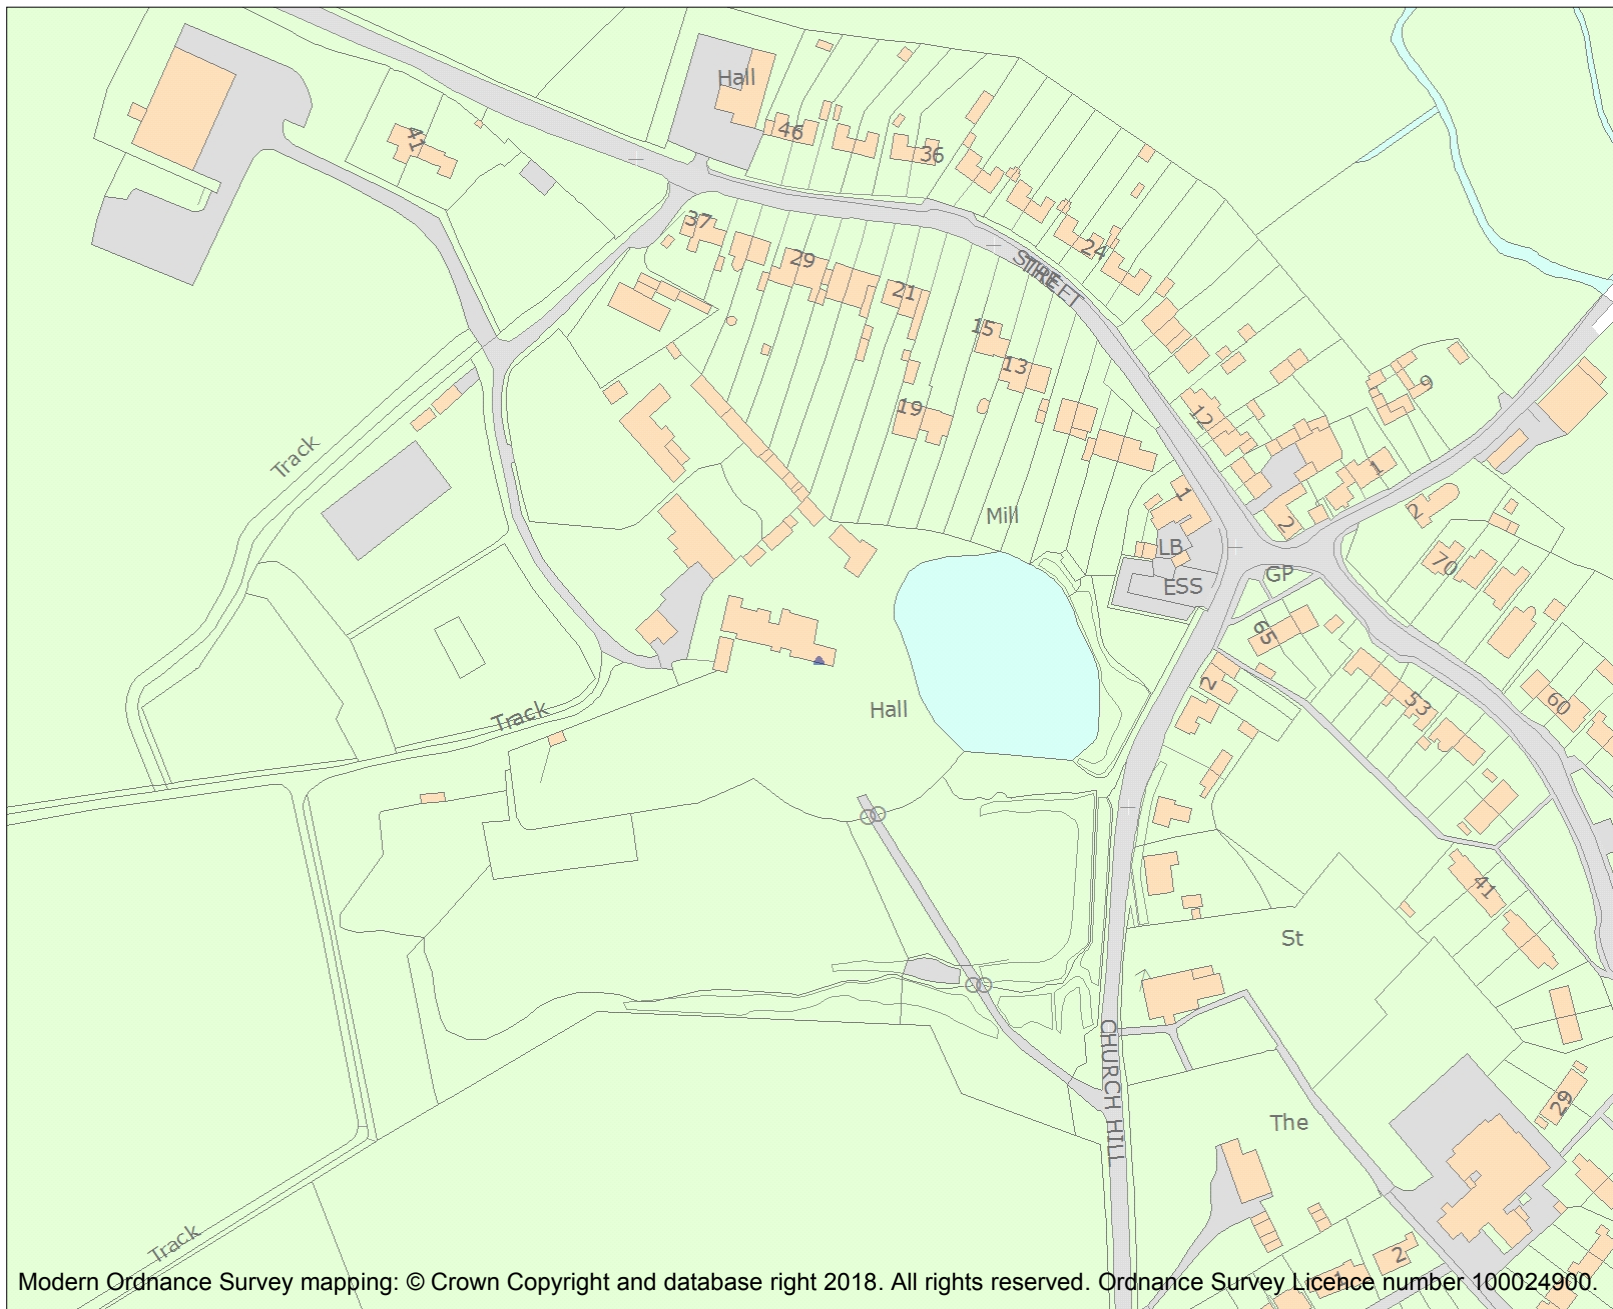 Hall
41
46
36
37
24
29
THE
STREET
21
15
13
9
19
12
1
Track
1
2
2
Mill
LB
70
GP
ESS
65
2
60
53
Hall
Track
41
St
CHURCH HILL
29
The
Track
2
1
Modern Ordnance Survey mapping: © Crown Copyright and database right 2018. All rights reserved. Ordnance Survey Licence number 100024900.